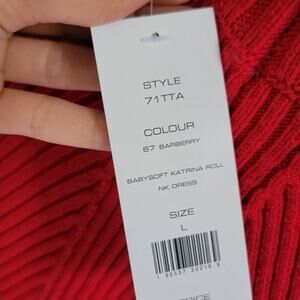 STYLE
71TTA
COLOUR
67 BARBERRY
BABYSOFT KATRINA ROLL
NK DRESS
SIZE
L